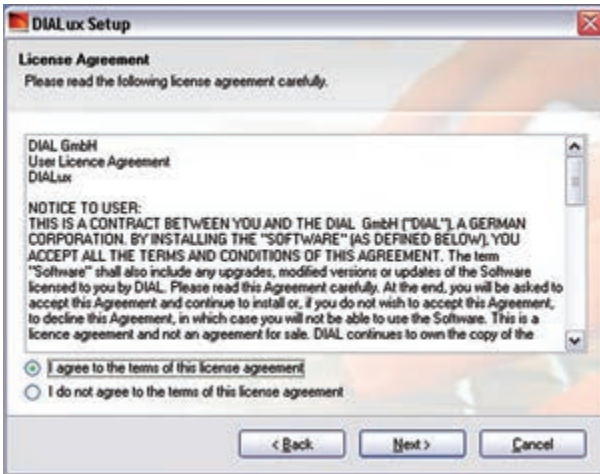 DIALux Setup
License Agreement
Please read the following license agreement carefully.
DIAL GmbH
User Licence Agreement
DIALux
NOTICE TO USER:
THIS IS A CONTRACT BETWEEN YOU AND THE DIAL GmbH ("DIAL"), A GERMAN
CORPORATION. BY INSTALLING THE "SOFTWARE" (AS DEFINED BELOW), YOU
ACCEPT ALL THE TERMS AND CONDITIONS OF THIS AGREEMENT. The term
"Software" shall also include any upgrades, modified versions or updates of the Software
licensed to you by DIAL. Please read this Agreement carefully. At the end, you will be asked to
accept this Agreement and continue to install or, if you do not wish to accept this Agreement,
to decline this Agreement, in which case you will not be able to use the Software. This is a
licence agreement and not an agreement for sale. DIAL continues to own the copy of the
I agree to the terms of this license agreement
I do not agree to the terms of this license agreement
< Back Next > Cancel